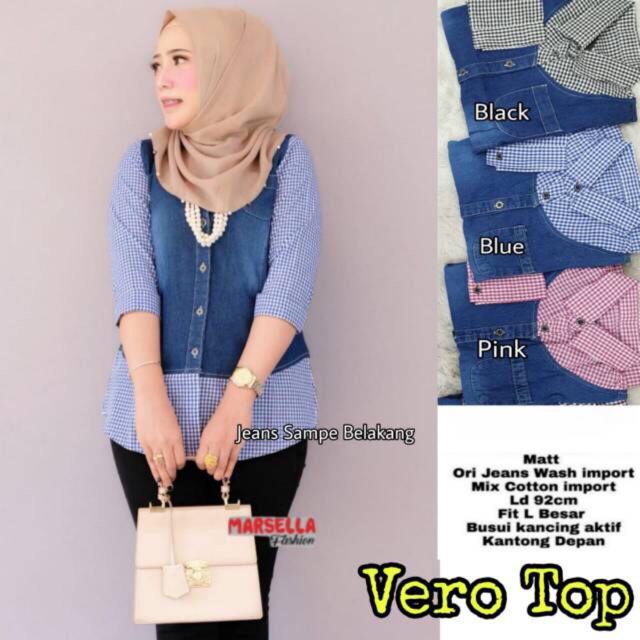 Black
Blue
Pink
Jeans Sampe Belakang
MARSELLA
Fashion
Matt
Ori Jeans Wash import
Mix Cotton import
Ld 92cm
Fit L Besar
Busui kancing aktif
Kantong Depan
Vero Top